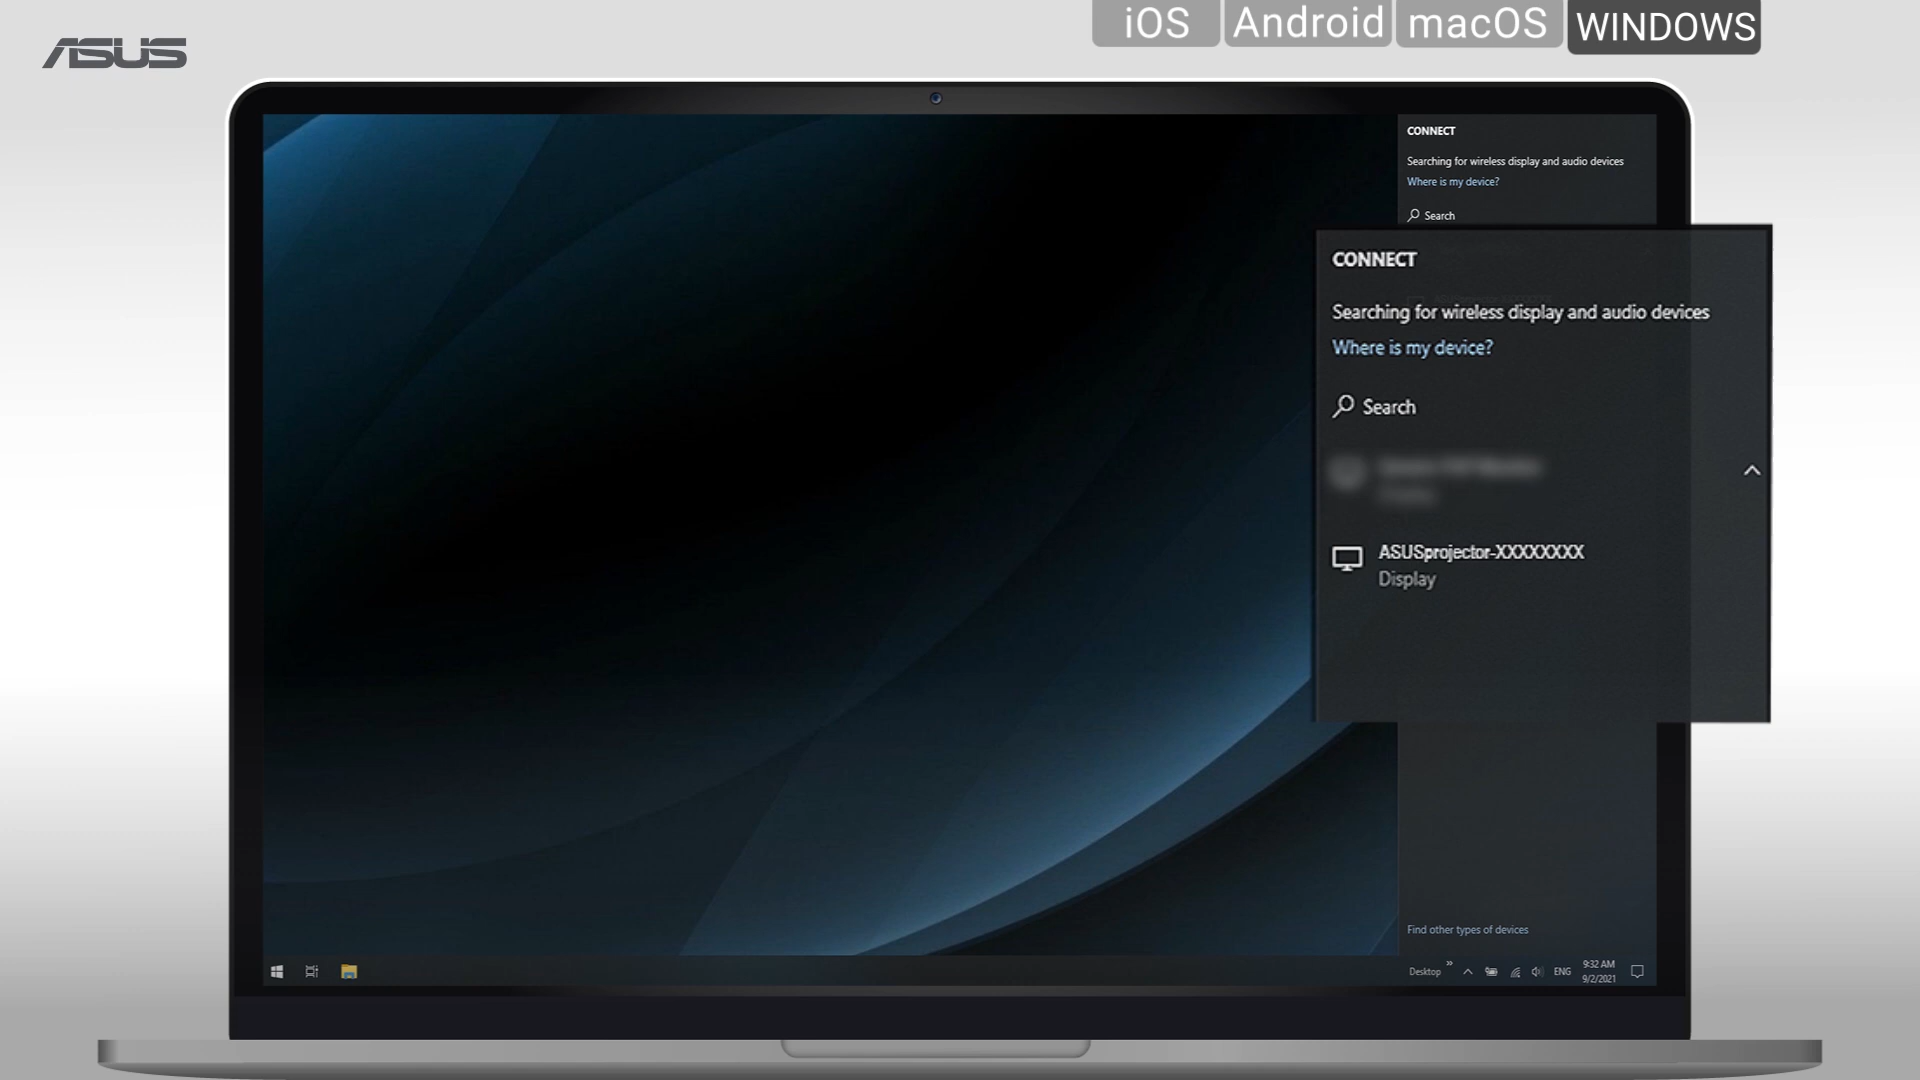 ASUS
iOS
Android
macOS
WINDOWS
CONNECT
Searching for wireless display and audio devices
Where is my device?
Search
CONNECT
Searching for wireless display and audio devices
Where is my device?
Search
ASUSprojector-XXXXXXXX
Display
Find other types of devices
Desktop
ENG
9:32 AM
9/2/2021